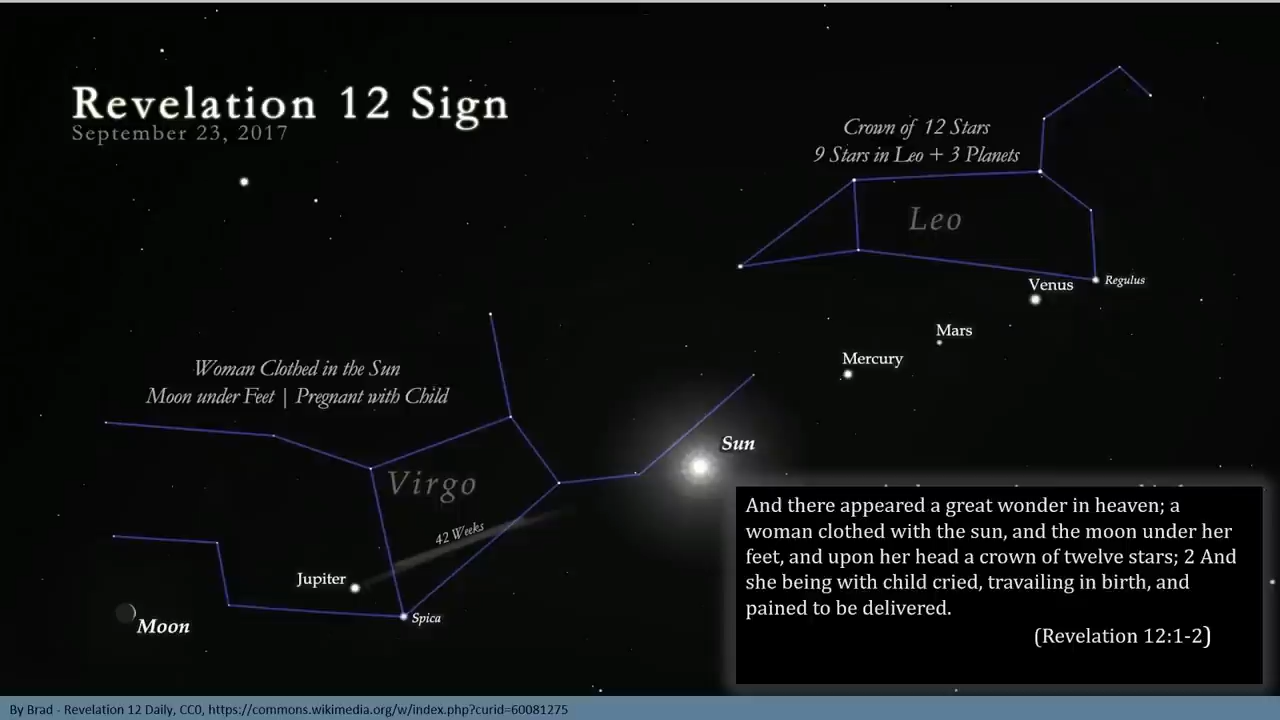 Revelation 12 Sign
September 23, 2017
Crown of 12 Stars
9 Stars in Leo + 3 Planets
Leo
Regulus
Venus
Mars
Mercury
Woman Clothed in the Sun
Moon under Feet | Pregnant with Child
Sun
Virgo
42 Weeks
Jupiter
Spica
Moon
And there appeared a great wonder in heaven; a
woman clothed with the sun, and the moon under her
feet, and upon her head a crown of twelve stars; 2 And
she being with child cried, travailing in birth, and
pained to be delivered.
(Revelation 12:1-2)
By Brad - Revelation 12 Daily, CC0, https://commons.wikimedia.org/w/index.php?curid=60081275